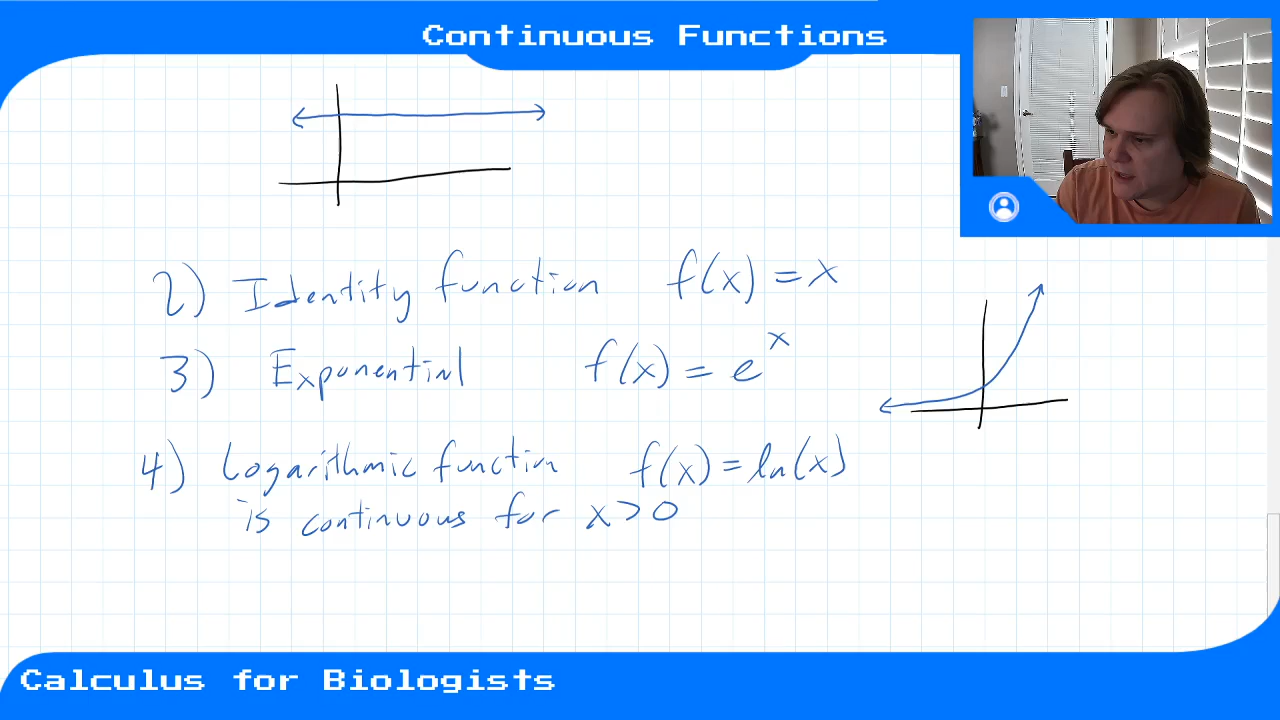 Continuous Functions
2) Identity function f(x) = x
3) Exponential f(x) = e^x
4) Logarithmic function f(x) = ln(x)
is continuous for x > 0
Calculus for Biologists